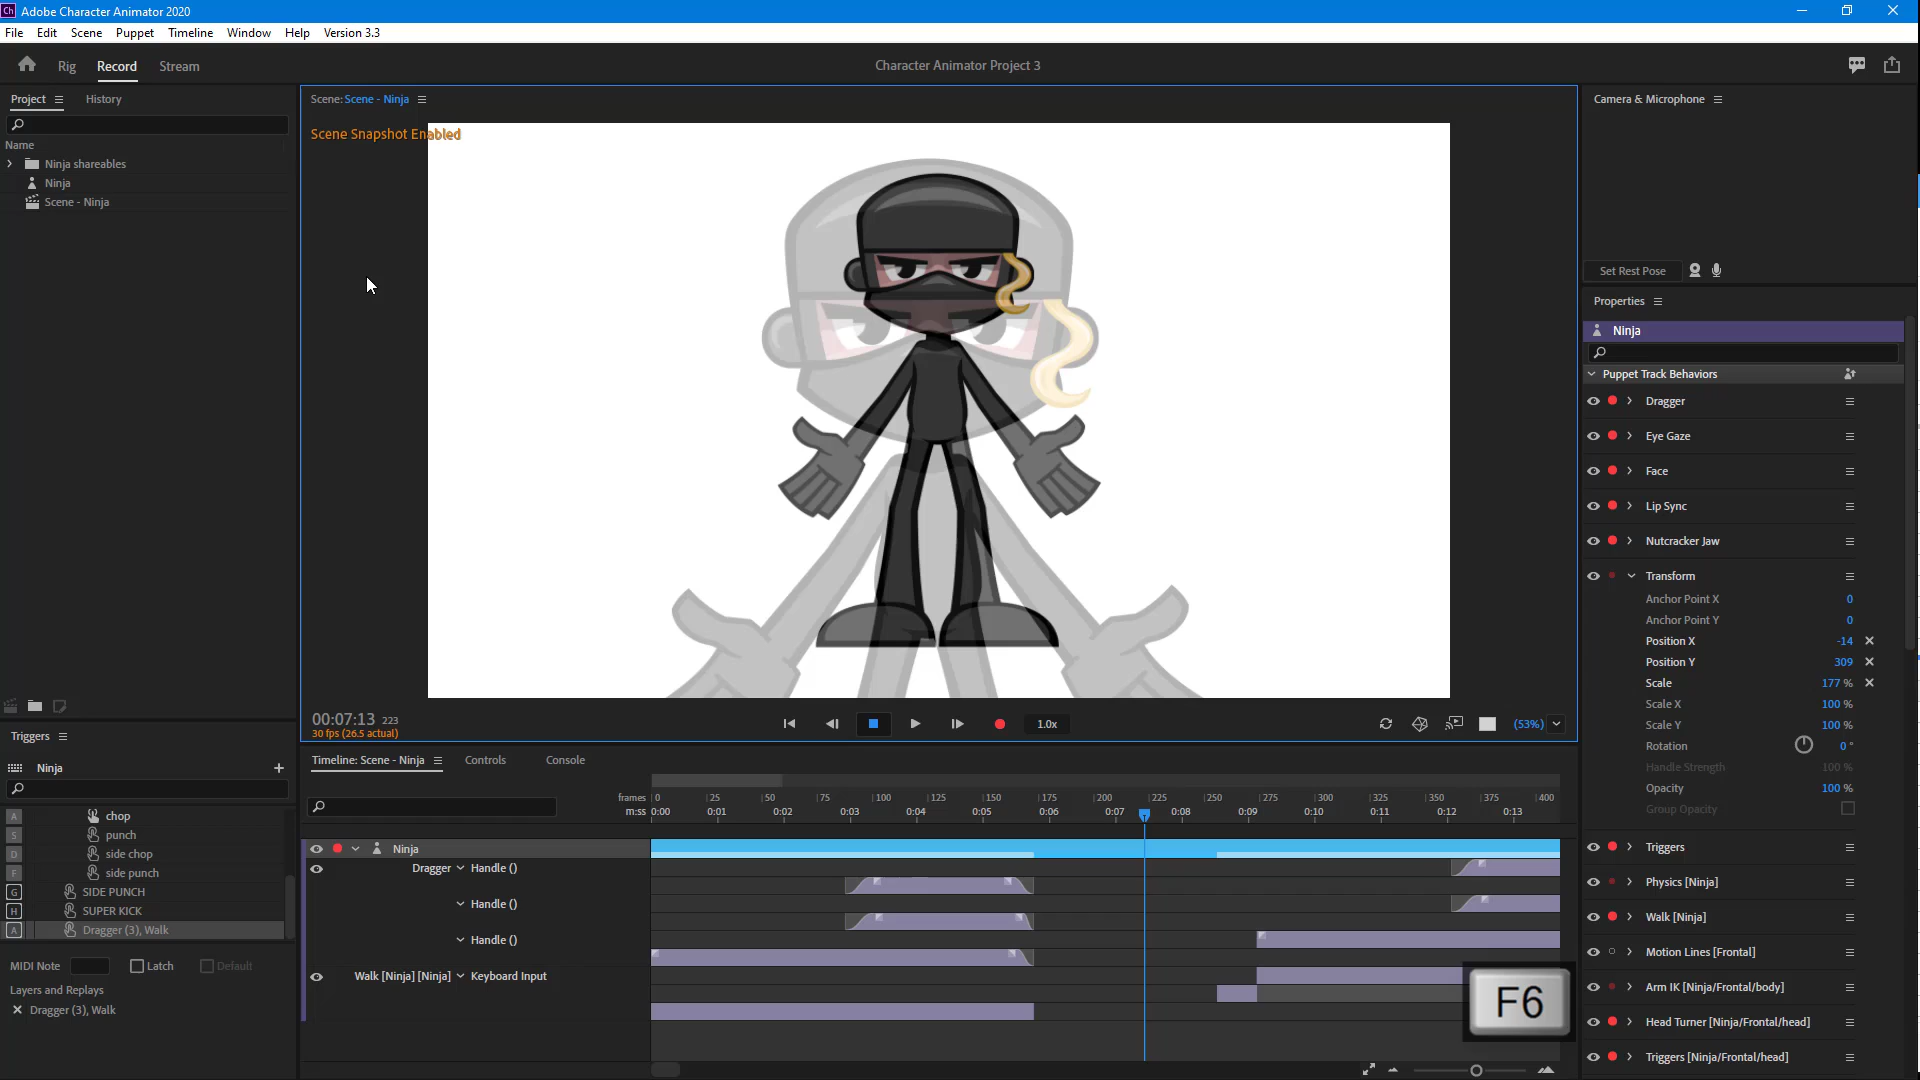 Ch Adobe Character Animator 2020
File Edit Scene Puppet Timeline Window Help Version 3.3
Rig Record Stream
Character Animator Project 3
Project History
Name
Ninja shareables
Ninja
Scene - Ninja
Scene: Scene - Ninja
Scene Snapshot Enabled
00:07:13 223
30 fps (26.5 actual)
1.0x
(53%)
Camera & Microphone
Set Rest Pose
Properties
Ninja
Puppet Track Behaviors
Dragger
Eye Gaze
Face
Lip Sync
Nutcracker Jaw
Transform
Anchor Point X 0
Anchor Point Y 0
Position X -14
Position Y 309
Scale 177 %
Scale X 100 %
Scale Y 100 %
Rotation 0 °
Handle Strength 100 %
Opacity 100 %
Group Opacity
Triggers
Physics [Ninja]
Walk [Ninja]
Motion Lines [Frontal]
Arm IK [Ninja/Frontal/body]
Head Turner [Ninja/Frontal/head]
Triggers [Ninja/Frontal/head]
Triggers
Ninja
A chop
S punch
D side chop
F side punch
G SIDE PUNCH
H SUPER KICK
A Dragger (3), Walk
MIDI Note Latch Default
Layers and Replays
Dragger (3), Walk
Timeline: Scene - Ninja Controls Console
frames 0 25 50 75 100 125 150 175 200 225 250 275 300 325 350 375 400
m:ss 0:00 0:01 0:02 0:03 0:04 0:05 0:06 0:07 0:08 0:09 0:10 0:11 0:12 0:13
Ninja
Dragger Handle ()
Handle ()
Handle ()
Walk [Ninja] [Ninja] Keyboard Input
F6